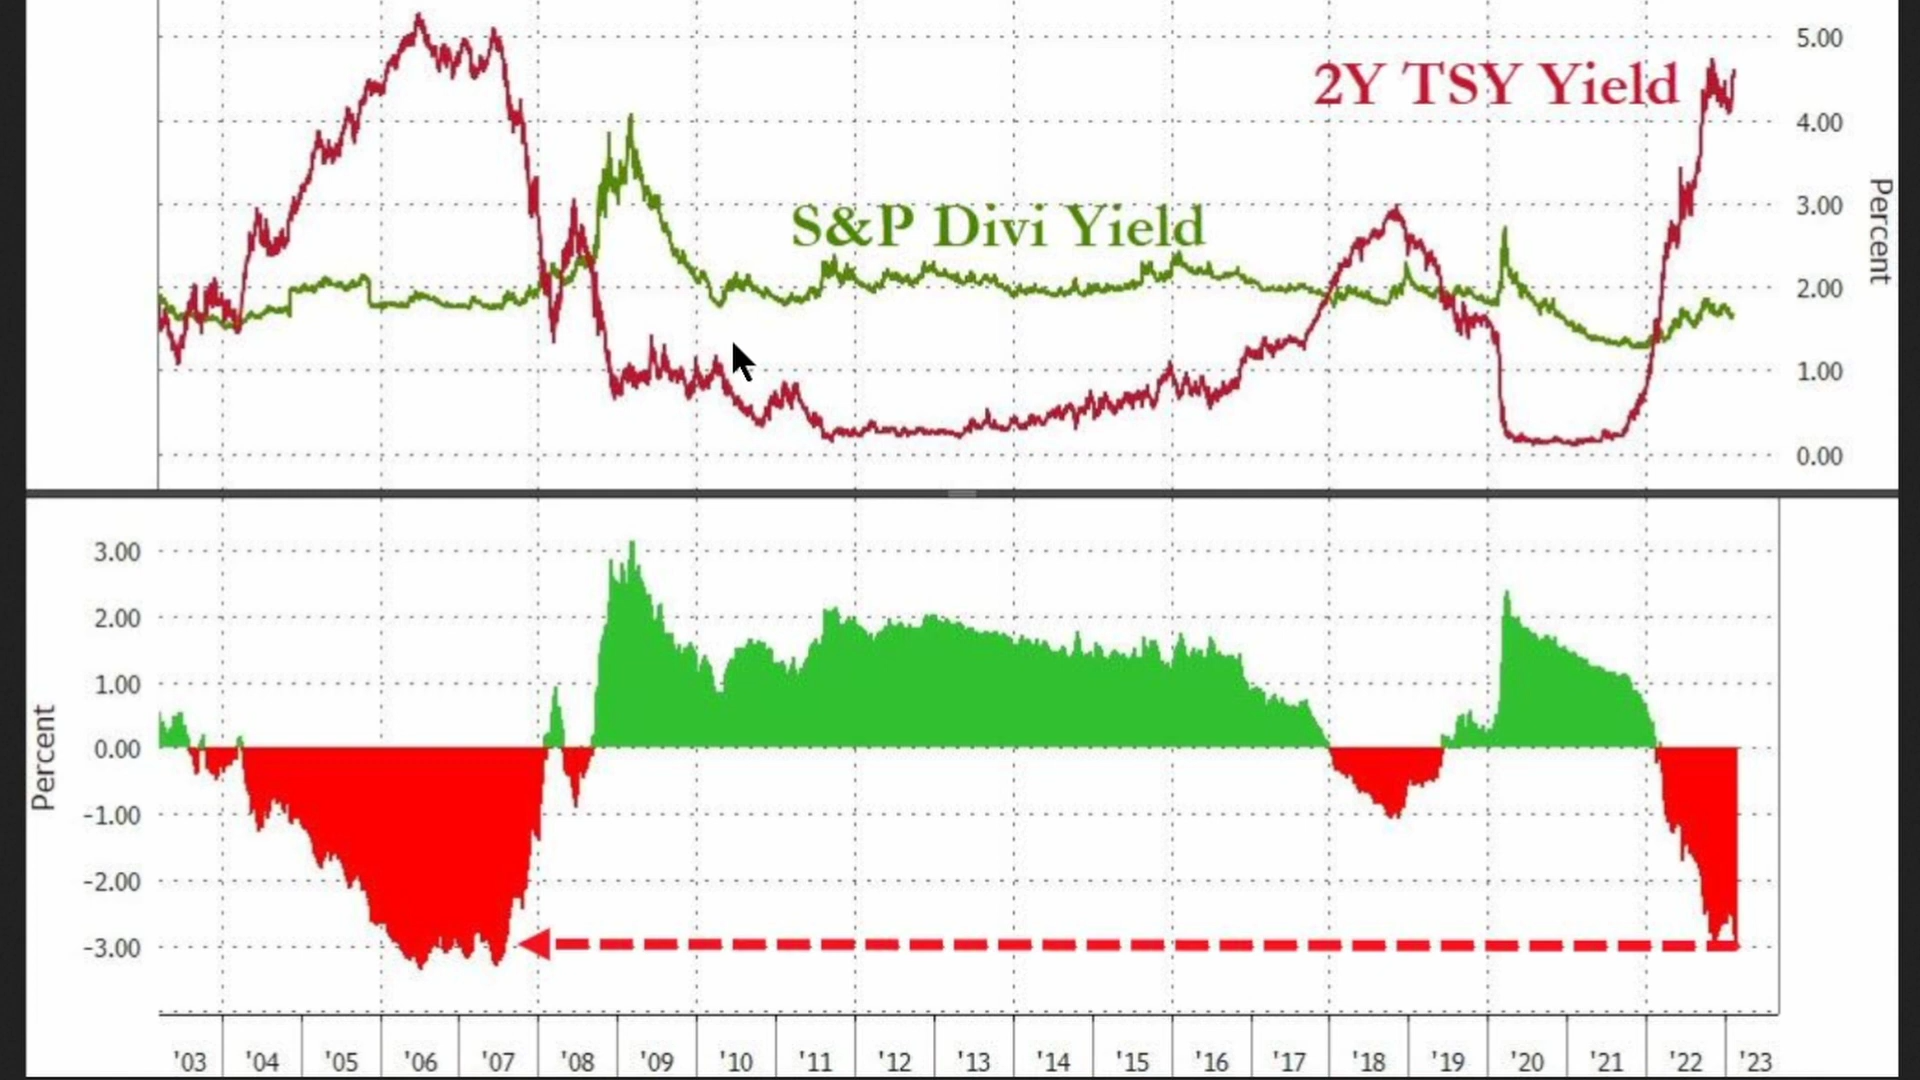 5.00
2Y TSY Yield
4.00
3.00
S&P Divi Yield
Percent
2.00
1.00
0.00
3.00
2.00
1.00
Percent
0.00
-1.00
-2.00
-3.00
'03 '04 '05 '06 '07 '08 '09 '10 '11 '12 '13 '14 '15 '16 '17 '18 '19 '20 '21 '22 '23